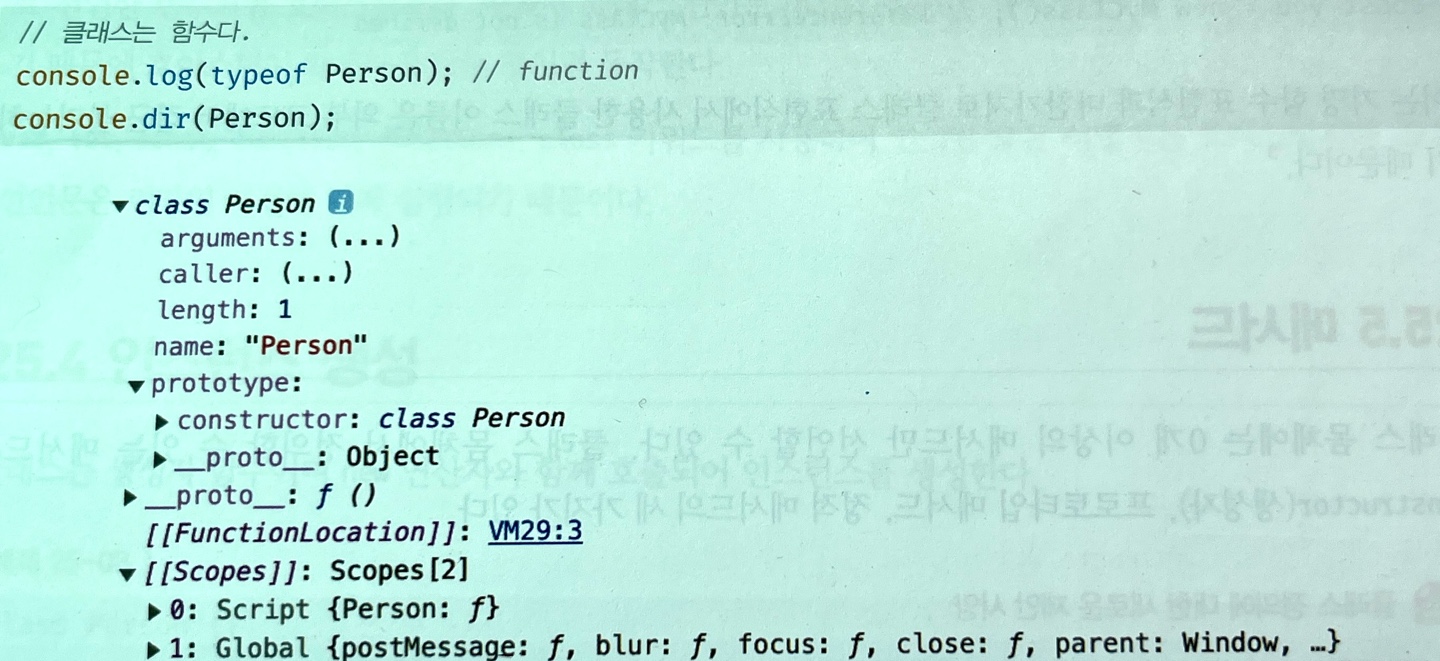 // 클래스는 함수다.
console.log(typeof Person); // function
console.dir(Person);
▼class Person i
arguments: (...)
caller: (...)
length: 1
name: "Person"
▼prototype:
▶constructor: class Person
▶__proto__: Object
▶__proto__: ƒ ()
[[FunctionLocation]]: VM29:3
▼[[Scopes]]: Scopes[2]
▶0: Script {Person: ƒ}
▶1: Global {postMessage: ƒ, blur: ƒ, focus: ƒ, close: ƒ, parent: Window, …}